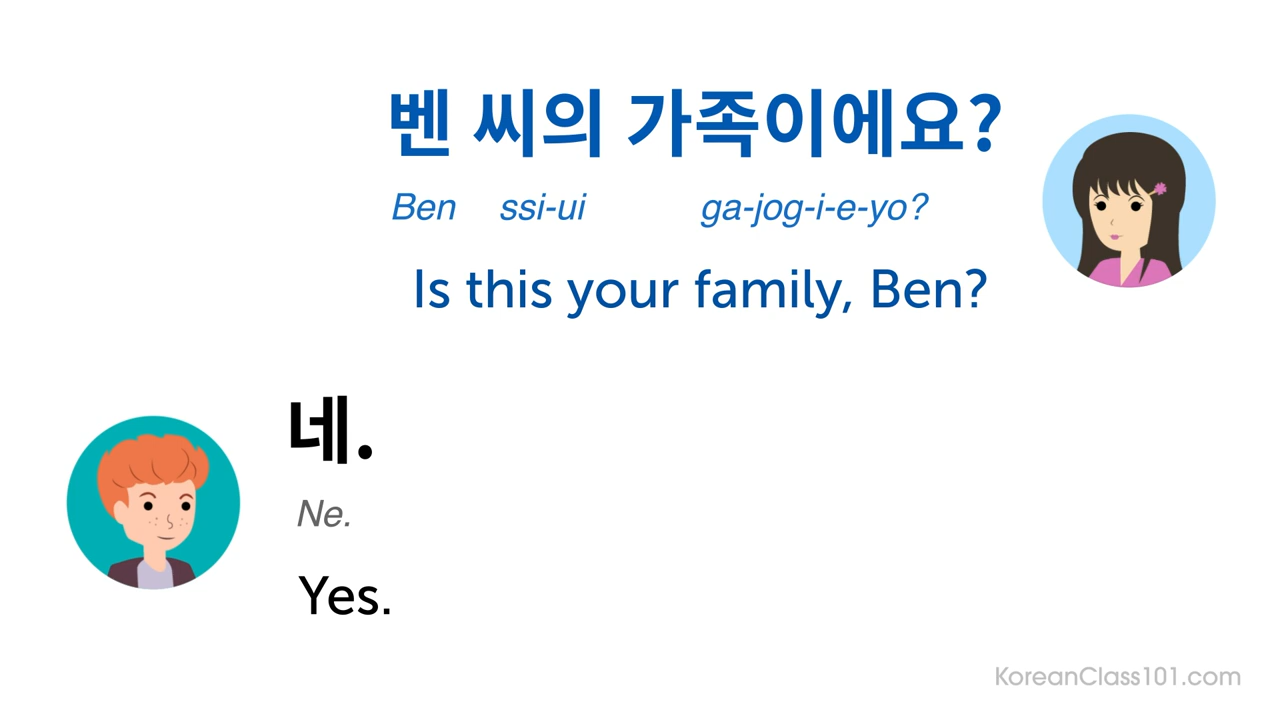 벤 씨의 가족이에요?
Ben ssi-ui ga-jog-i-e-yo?
Is this your family, Ben?
네.
Ne.
Yes.
KoreanClass101.com